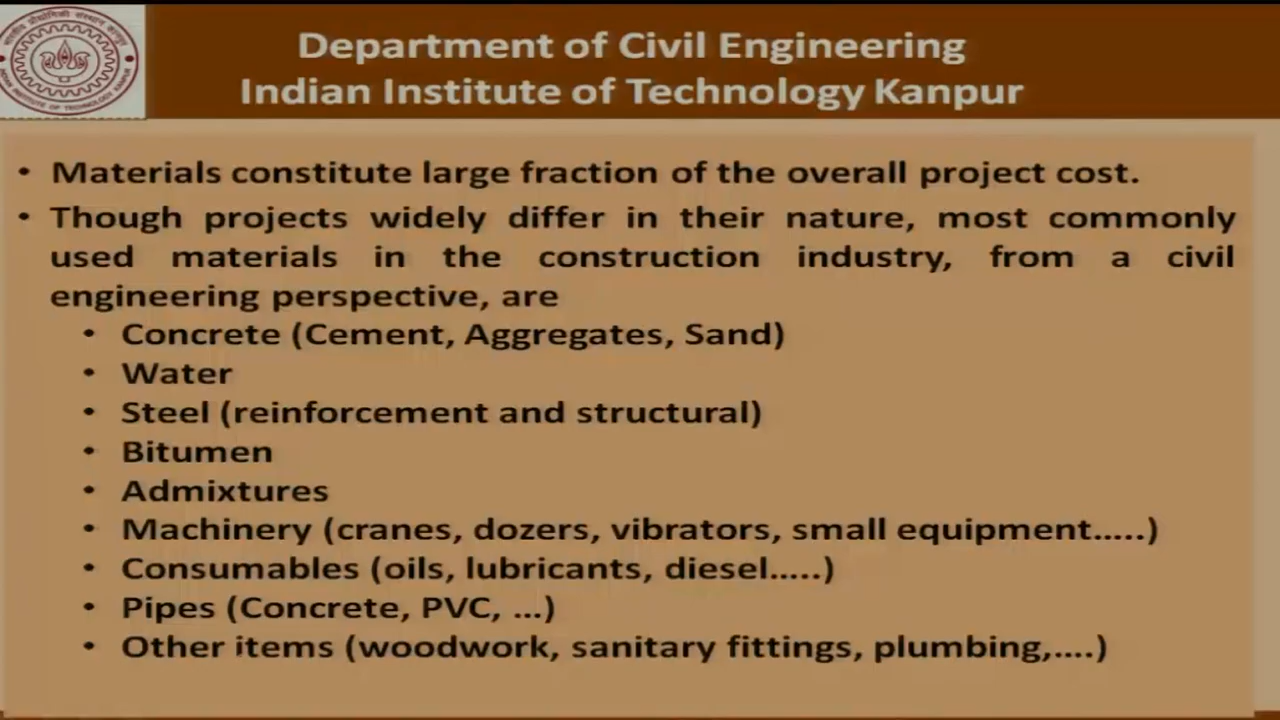 Department of Civil Engineering
Indian Institute of Technology Kanpur
• Materials constitute large fraction of the overall project cost.
• Though projects widely differ in their nature, most commonly
used materials in the construction industry, from a civil
engineering perspective, are
• Concrete (Cement, Aggregates, Sand)
• Water
• Steel (reinforcement and structural)
• Bitumen
• Admixtures
• Machinery (cranes, dozers, vibrators, small equipment.....)
• Consumables (oils, lubricants, diesel.....)
• Pipes (Concrete, PVC, ...)
• Other items (woodwork, sanitary fittings, plumbing,....)